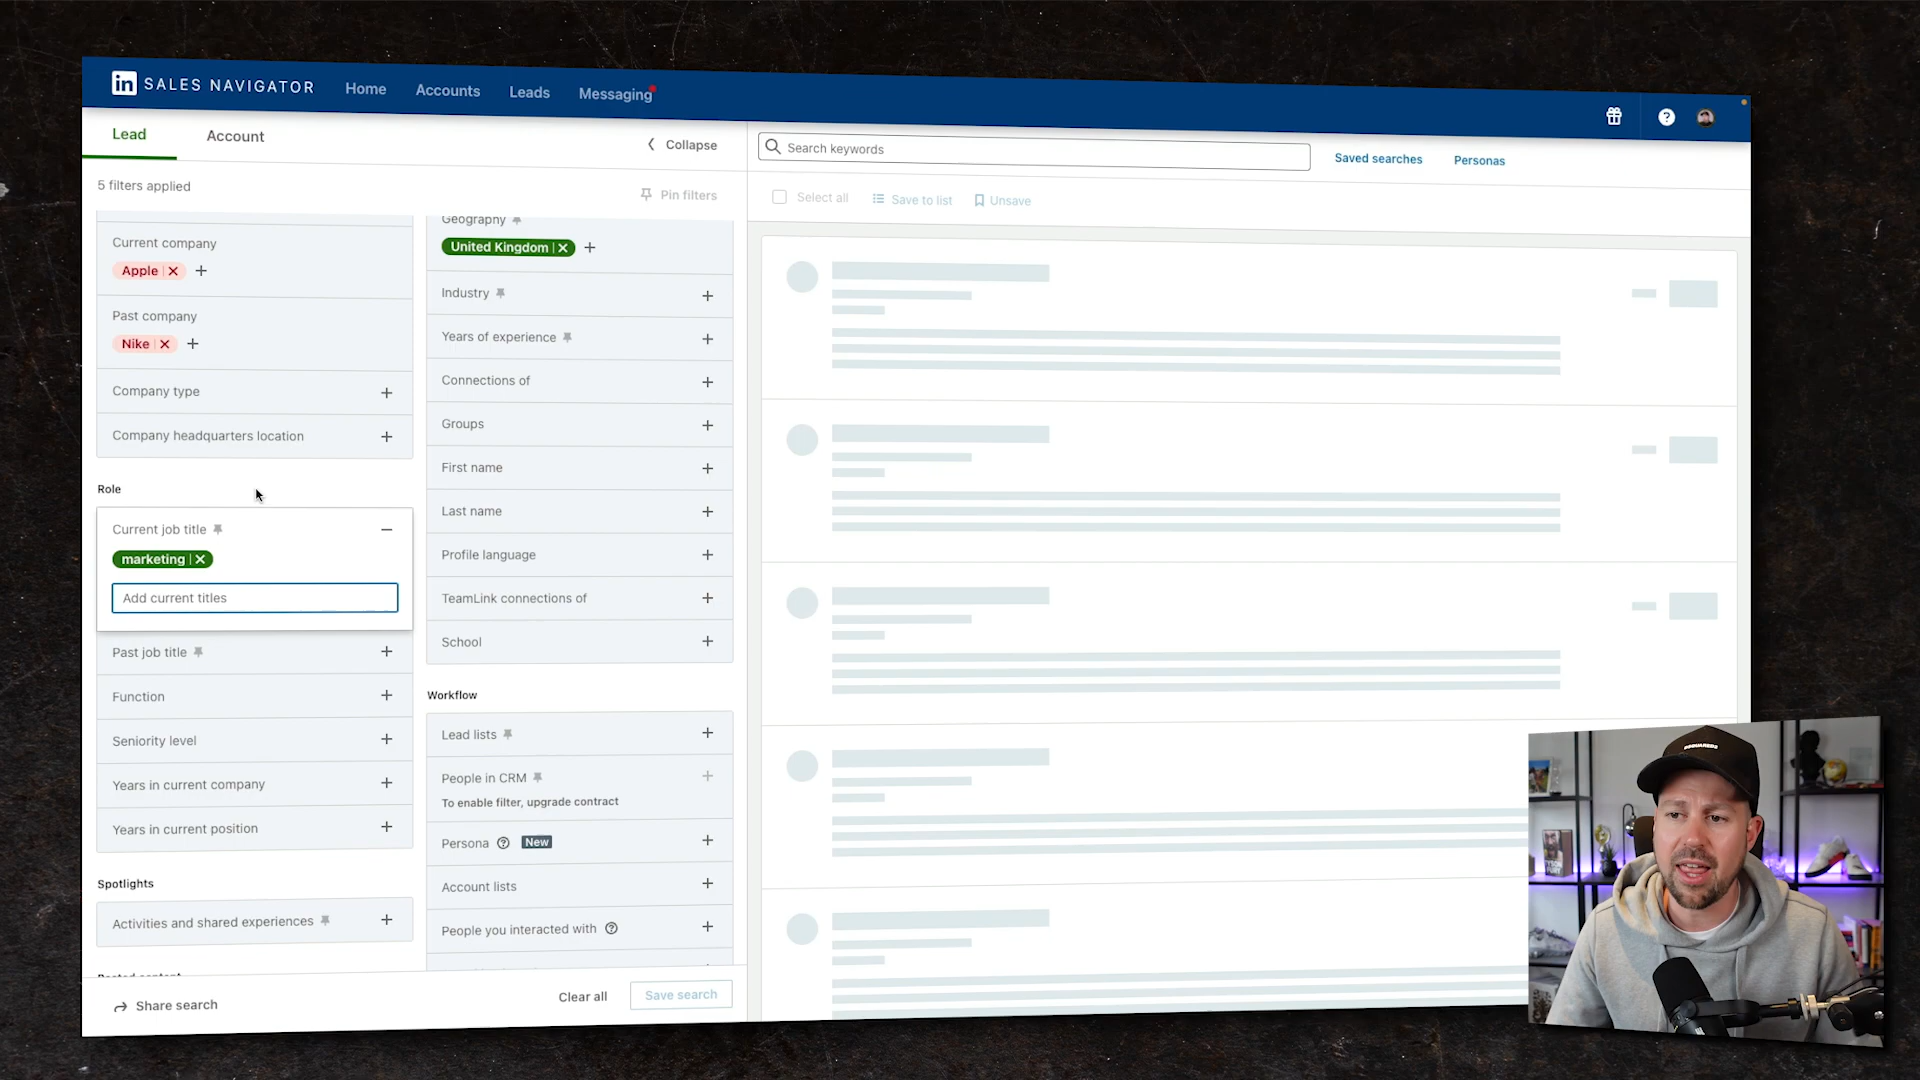 in SALES NAVIGATOR Home Accounts Leads Messaging
Lead Account Collapse
Search keywords
Saved searches Personas
5 filters applied
Pin filters
Select all Save to list Unsave
Current company
Apple
Past company
Nike
Company type
Company headquarters location
Role
Current job title
marketing
Add current titles
Past job title
Function
Seniority level
Years in current company
Years in current position
Spotlights
Activities and shared experiences
Geography
United Kingdom
Industry
Years of experience
Connections of
Groups
First name
Last name
Profile language
TeamLink connections of
School
Workflow
Lead lists
People in CRM
To enable filter, upgrade contract
Persona New
Account lists
People you interacted with
Share search Clear all Save search